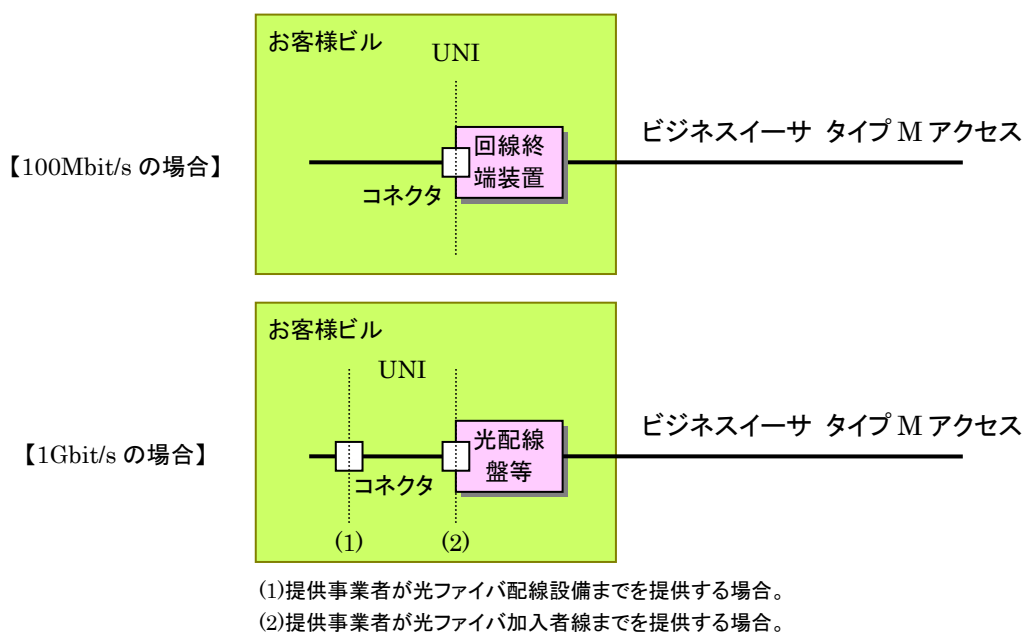 お客様ビル
UNI
【100Mbit/s の場合】
回線終
端装置
コネクタ
ビジネスイーサ タイプ M アクセス
お客様ビル
UNI
【1Gbit/s の場合】
光配線
盤等
コネクタ
ビジネスイーサ タイプ M アクセス
(1)
(2)
(1)提供事業者が光ファイバ配線設備までを提供する場合。
(2)提供事業者が光ファイバ加入者線までを提供する場合。